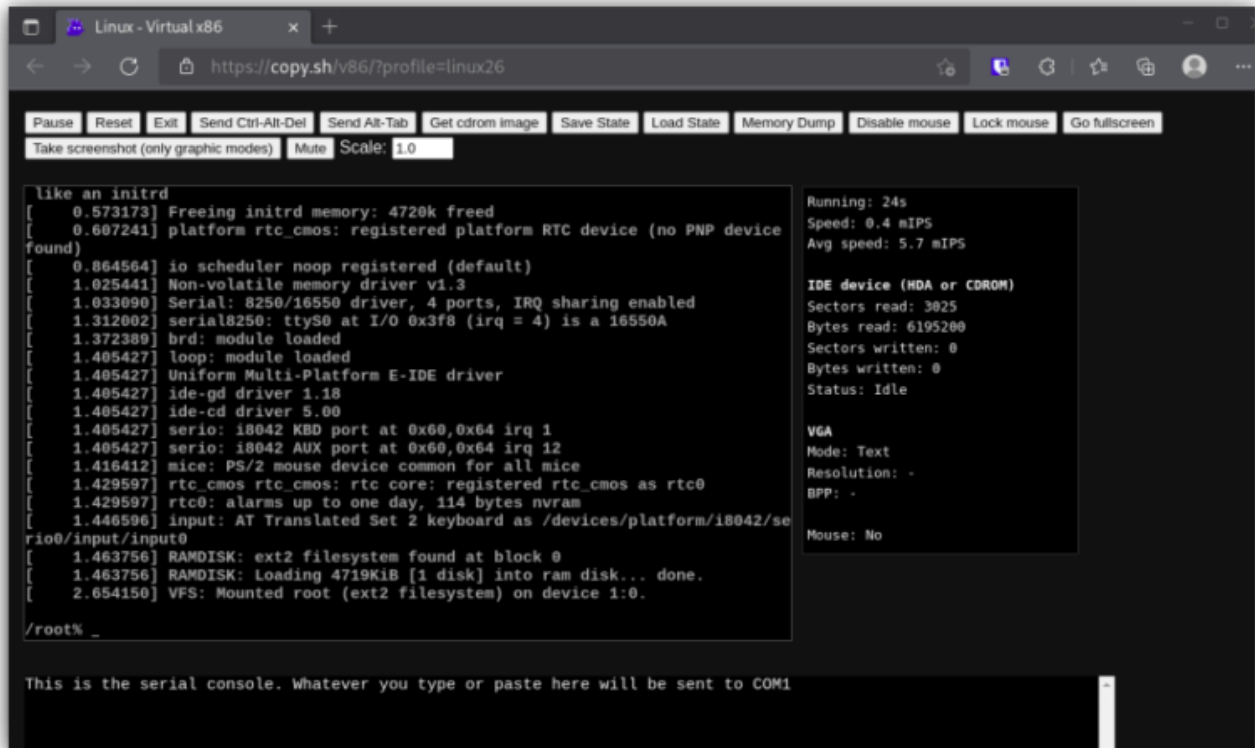 Linux - Virtual x86
https://copy.sh/v86/?profile=linux26
Pause Reset Exit Send Ctrl-Alt-Del Send Alt-Tab Get cdrom image Save State Load State Memory Dump Disable mouse Lock mouse Go fullscreen
Take screenshot (only graphic modes) Mute Scale: 1.0
like an initrd
[    0.573173] Freeing initrd memory: 4720k freed
[    0.607241] platform rtc_cmos: registered platform RTC device (no PNP device
found)
[    0.864564] io scheduler noop registered (default)
[    1.025441] Non-volatile memory driver v1.3
[    1.033090] Serial: 8250/16550 driver, 4 ports, IRQ sharing enabled
[    1.312002] serial8250: ttyS0 at I/O 0x3f8 (irq = 4) is a 16550A
[    1.372389] brd: module loaded
[    1.405427] loop: module loaded
[    1.405427] Uniform Multi-Platform E-IDE driver
[    1.405427] ide-gd driver 1.18
[    1.405427] ide-cd driver 5.00
[    1.405427] serio: i8042 KBD port at 0x60,0x64 irq 1
[    1.405427] serio: i8042 AUX port at 0x60,0x64 irq 12
[    1.416412] mice: PS/2 mouse device common for all mice
[    1.429597] rtc_cmos rtc_cmos: rtc core: registered rtc_cmos as rtc0
[    1.429597] rtc0: alarms up to one day, 114 bytes nvram
[    1.446596] input: AT Translated Set 2 keyboard as /devices/platform/i8042/se
rio0/input/input0
[    1.463756] RAMDISK: ext2 filesystem found at block 0
[    1.463756] RAMDISK: Loading 4719KiB [1 disk] into ram disk... done.
[    2.654150] VFS: Mounted root (ext2 filesystem) on device 1:0.
/root% _
Running: 24s
Speed: 0.4 mIPS
Avg speed: 5.7 mIPS
IDE device (HDA or CDROM)
Sectors read: 3025
Bytes read: 6195200
Sectors written: 0
Bytes written: 0
Status: Idle
VGA
Mode: Text
Resolution: -
BPP: -
Mouse: No
This is the serial console. Whatever you type or paste here will be sent to COM1